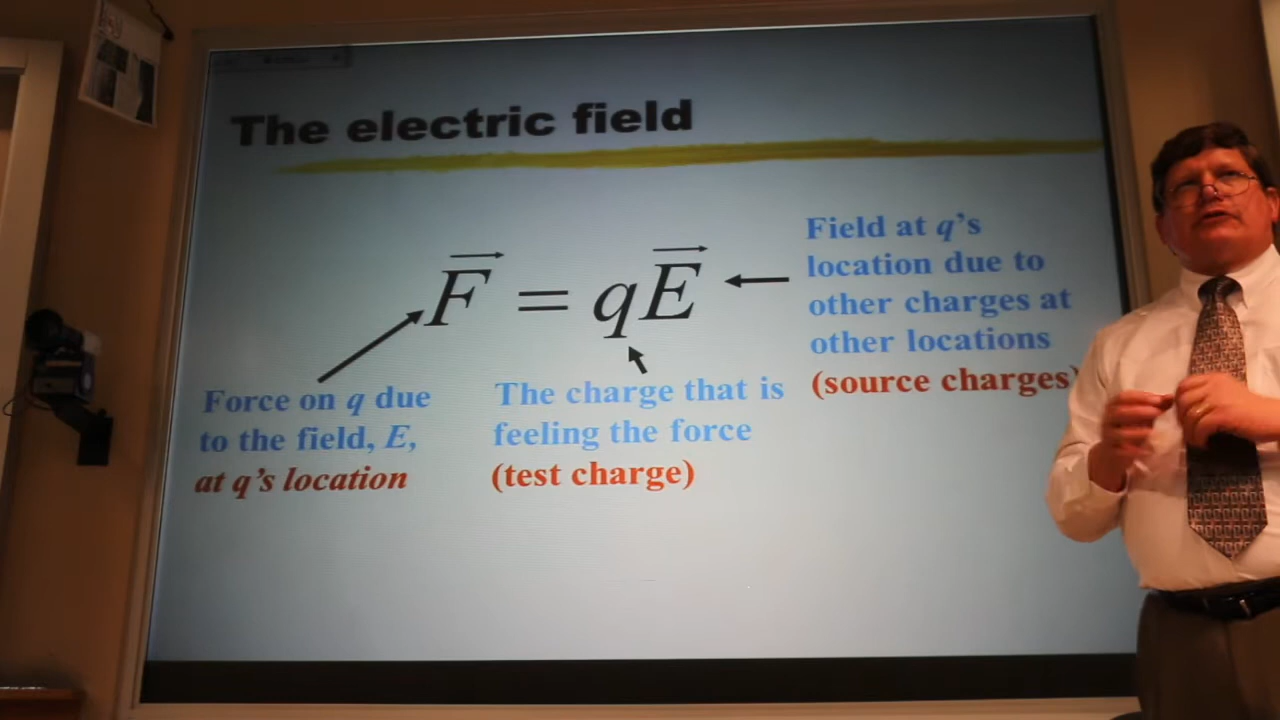 The electric field
F = qE
Field at q's
location due to
other charges at
other locations
(source charges)
Force on q due
to the field, E,
at q's location
The charge that is
feeling the force
(test charge)